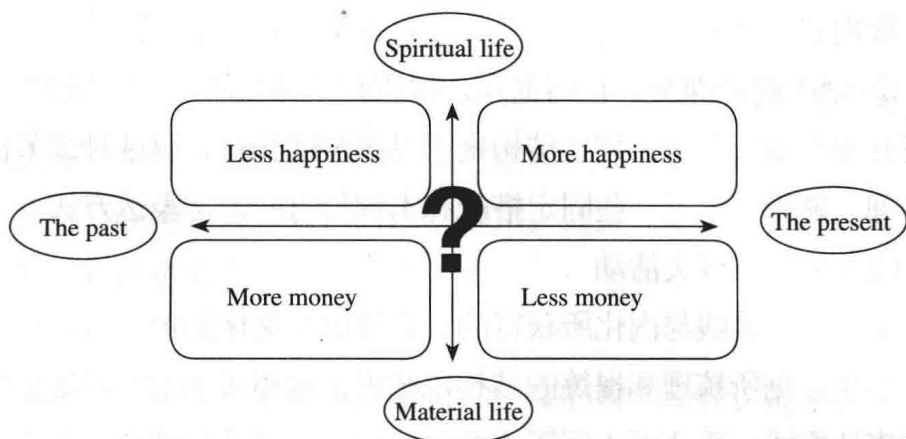 Spiritual life
Less happiness
More happiness
The past
?
The present
More money
Less money
Material life